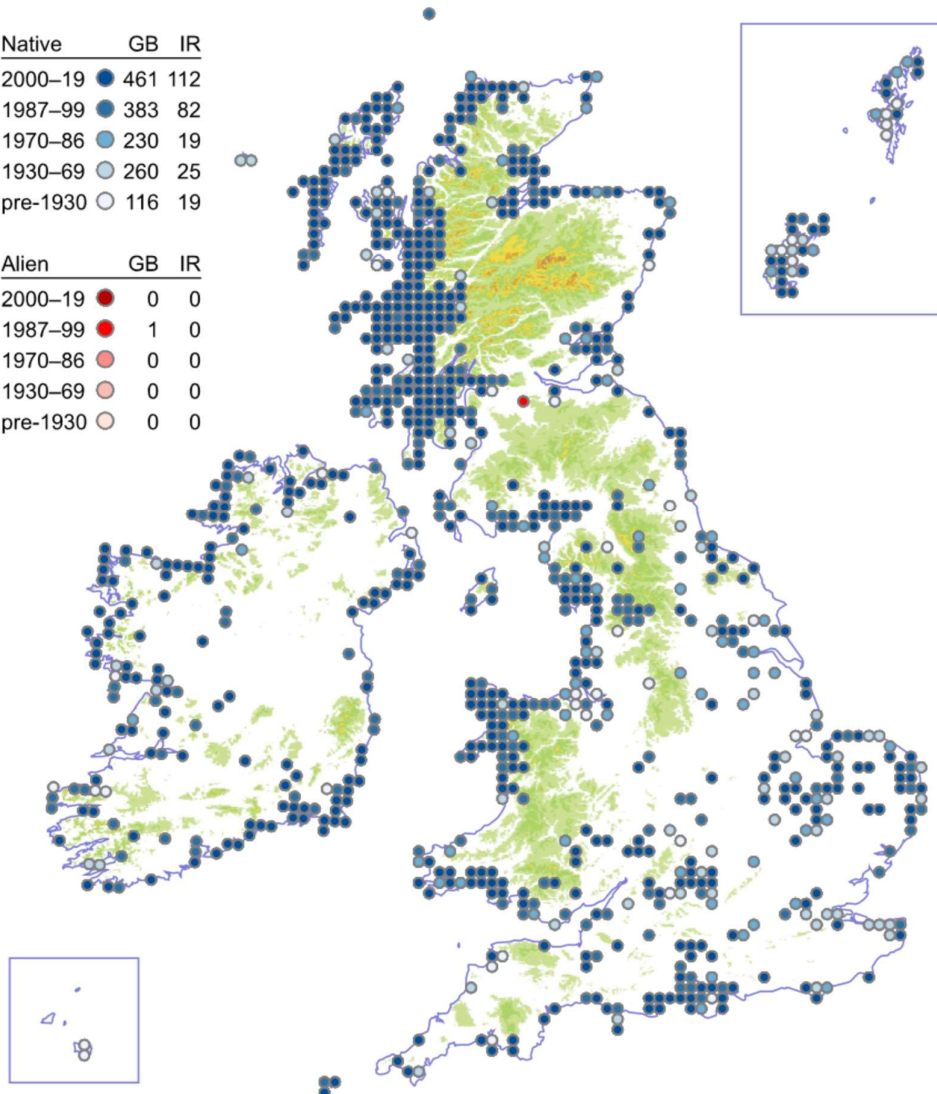 Native GB IR
2000–19 461 112
1987–99 383 82
1970–86 230 19
1930–69 260 25
pre-1930 116 19
Alien GB IR
2000–19 0 0
1987–99 1 0
1970–86 0 0
1930–69 0 0
pre-1930 0 0